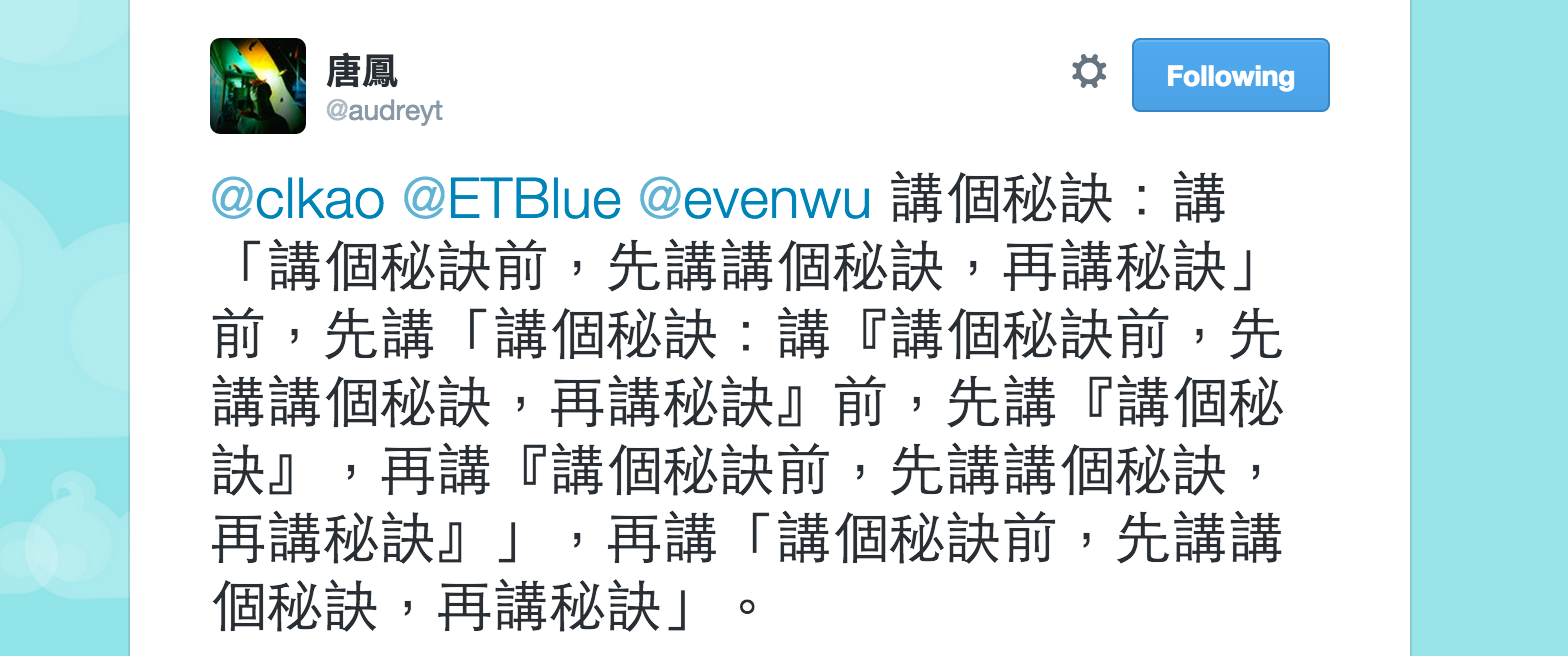 唐鳳
@audreyt
Following
@clkao @ETBlue @evenwu 講個秘訣：講
「講個秘訣前，先講講個秘訣，再講秘訣」
前，先講「講個秘訣：講『講個秘訣前，先
講講個秘訣，再講秘訣』前，先講『講個秘
訣』，再講『講個秘訣前，先講講個秘訣，
再講秘訣』」，再講「講個秘訣前，先講講
個秘訣，再講秘訣」。